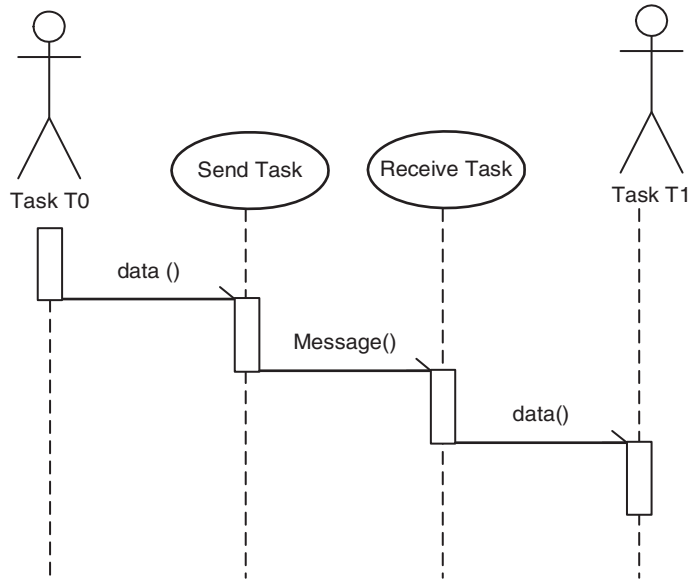 Send Task
Receive Task
Task T0
Task T1
data ()
Message()
data()